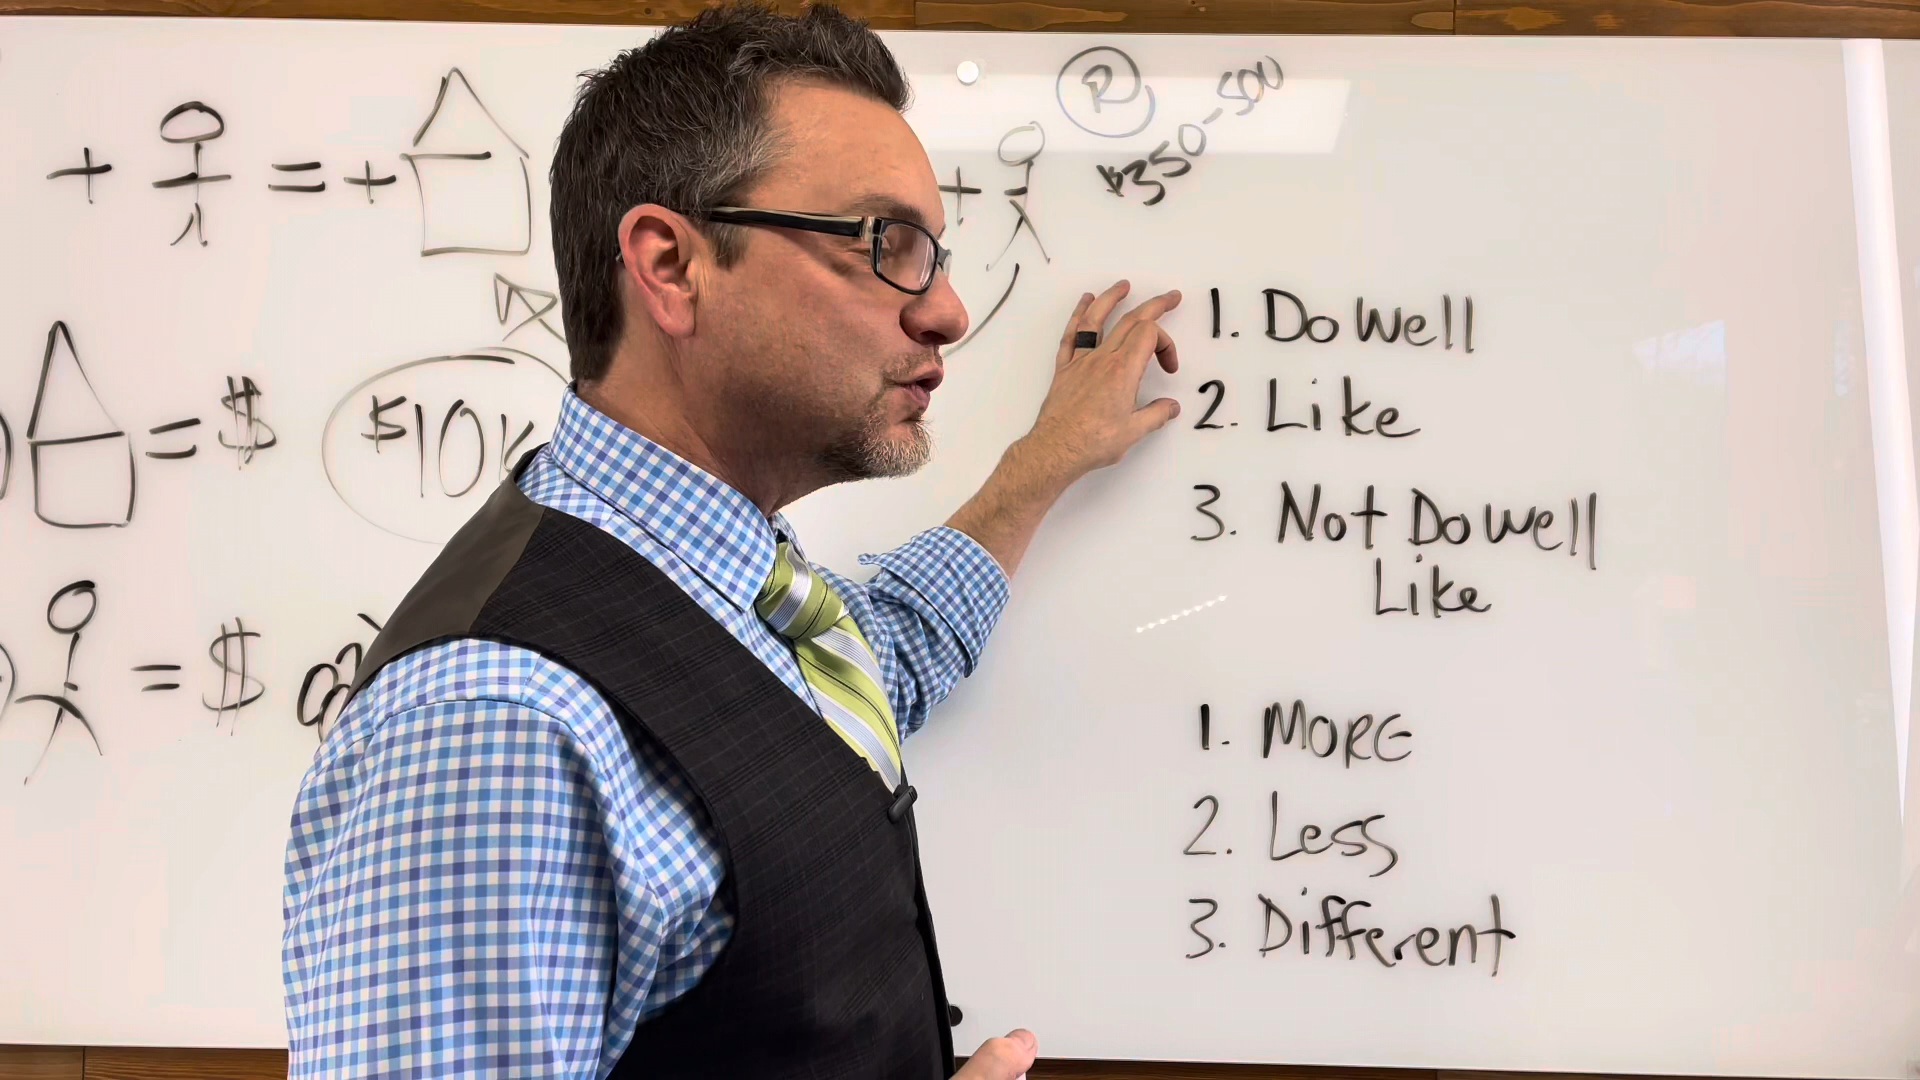 R
$350-500
$10K
= $
= $
1. Do Well
2. Like
3. Not Do Well
Like
1. MORE
2. Less
3. Different